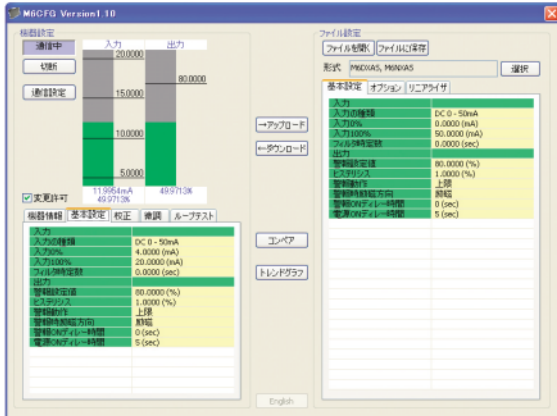 M6CFG Version1.10
機器設定
通信中
切断
通信設定
変更許可
入力
出力
20.0000
15.0000
10.0000
5.0000
80.0000
11.9954mA
49.9713%
49.9713%
機器情報 基本設定 校正 微調 ループテスト
入力
入力の種類 DC 0 - 50mA
入力0% 4.0000 (mA)
入力100% 20.0000 (mA)
フィルタ時定数 0.0000 (sec)
出力
警報設定値 80.0000 (%)
ヒステリシス 1.0000 (%)
警報動作 上限
警報時励磁方向 励磁
警報ONディレー時間 0 (sec)
電源ONディレー時間 5 (sec)
→アップロード
←ダウンロード
コンペア
トレンドグラフ
English
ファイル設定
ファイルを開く ファイルに保存
形式 M6DXAS, M6NXAS 選択
基本設定 オプション リニアライザ
入力
入力の種類 DC 0 - 50mA
入力0% 0.0000 (mA)
入力100% 50.0000 (mA)
フィルタ時定数 0.0000 (sec)
出力
警報設定値 80.0000 (%)
ヒステリシス 1.0000 (%)
警報動作 上限
警報時励磁方向 励磁
警報ONディレー時間 0 (sec)
電源ONディレー時間 5 (sec)